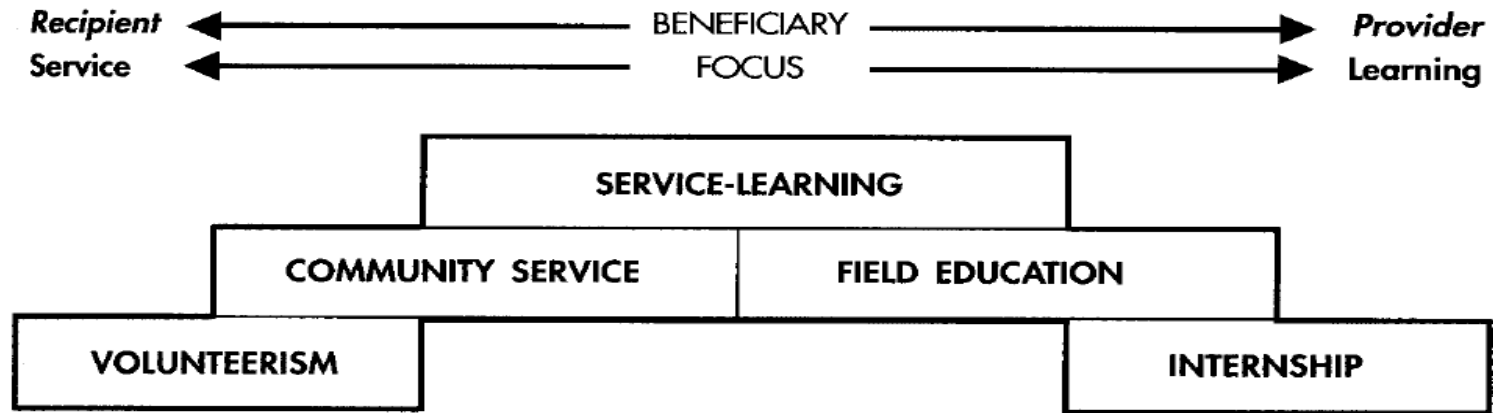 Recipient BENEFICIARY Provider
Service FOCUS Learning
SERVICE-LEARNING
COMMUNITY SERVICE FIELD EDUCATION
VOLUNTEERISM INTERNSHIP